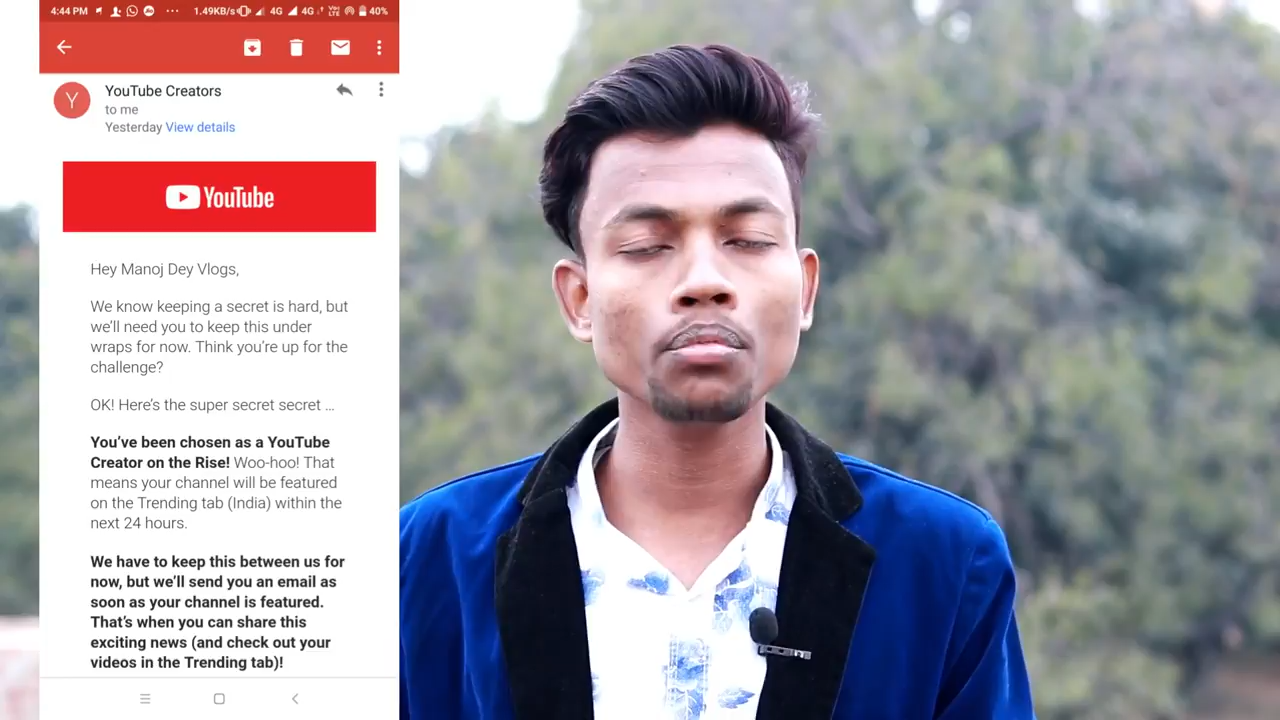 4:44 PM ... 1.49KB/s 4G 4G VoLTE 40%
Y
YouTube Creators
to me
Yesterday View details
YouTube
Hey Manoj Dey Vlogs,
We know keeping a secret is hard, but
we'll need you to keep this under
wraps for now. Think you're up for the
challenge?
OK! Here's the super secret secret ...
You've been chosen as a YouTube
Creator on the Rise! Woo-hoo! That
means your channel will be featured
on the Trending tab (India) within the
next 24 hours.
We have to keep this between us for
now, but we'll send you an email as
soon as your channel is featured.
That's when you can share this
exciting news (and check out your
videos in the Trending tab)!